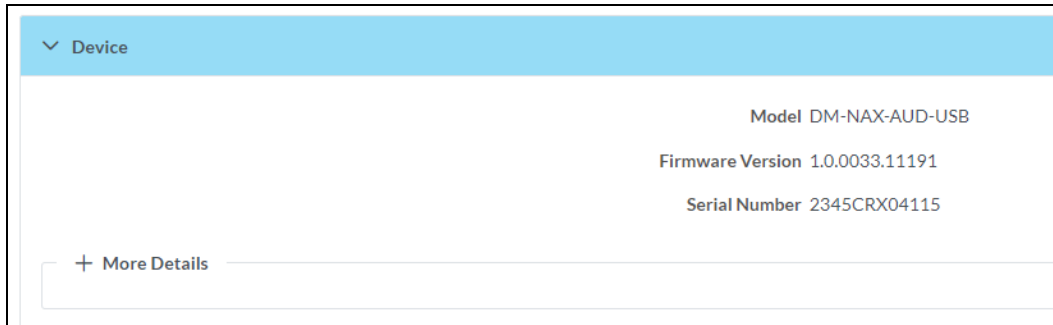 Device
Model DM-NAX-AUD-USB
Firmware Version 1.0.0033.11191
Serial Number 2345CRX04115
+ More Details